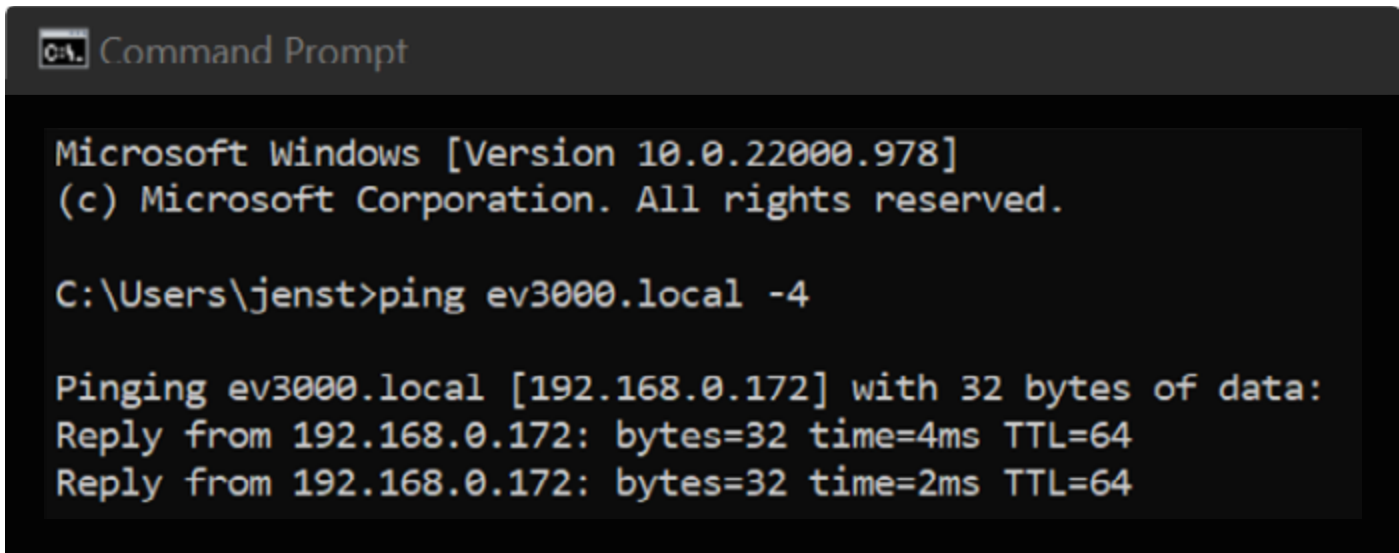 Command Prompt
Microsoft Windows [Version 10.0.22000.978]
(c) Microsoft Corporation. All rights reserved.
C:\Users\jenst>ping ev3000.local -4
Pinging ev3000.local [192.168.0.172] with 32 bytes of data:
Reply from 192.168.0.172: bytes=32 time=4ms TTL=64
Reply from 192.168.0.172: bytes=32 time=2ms TTL=64